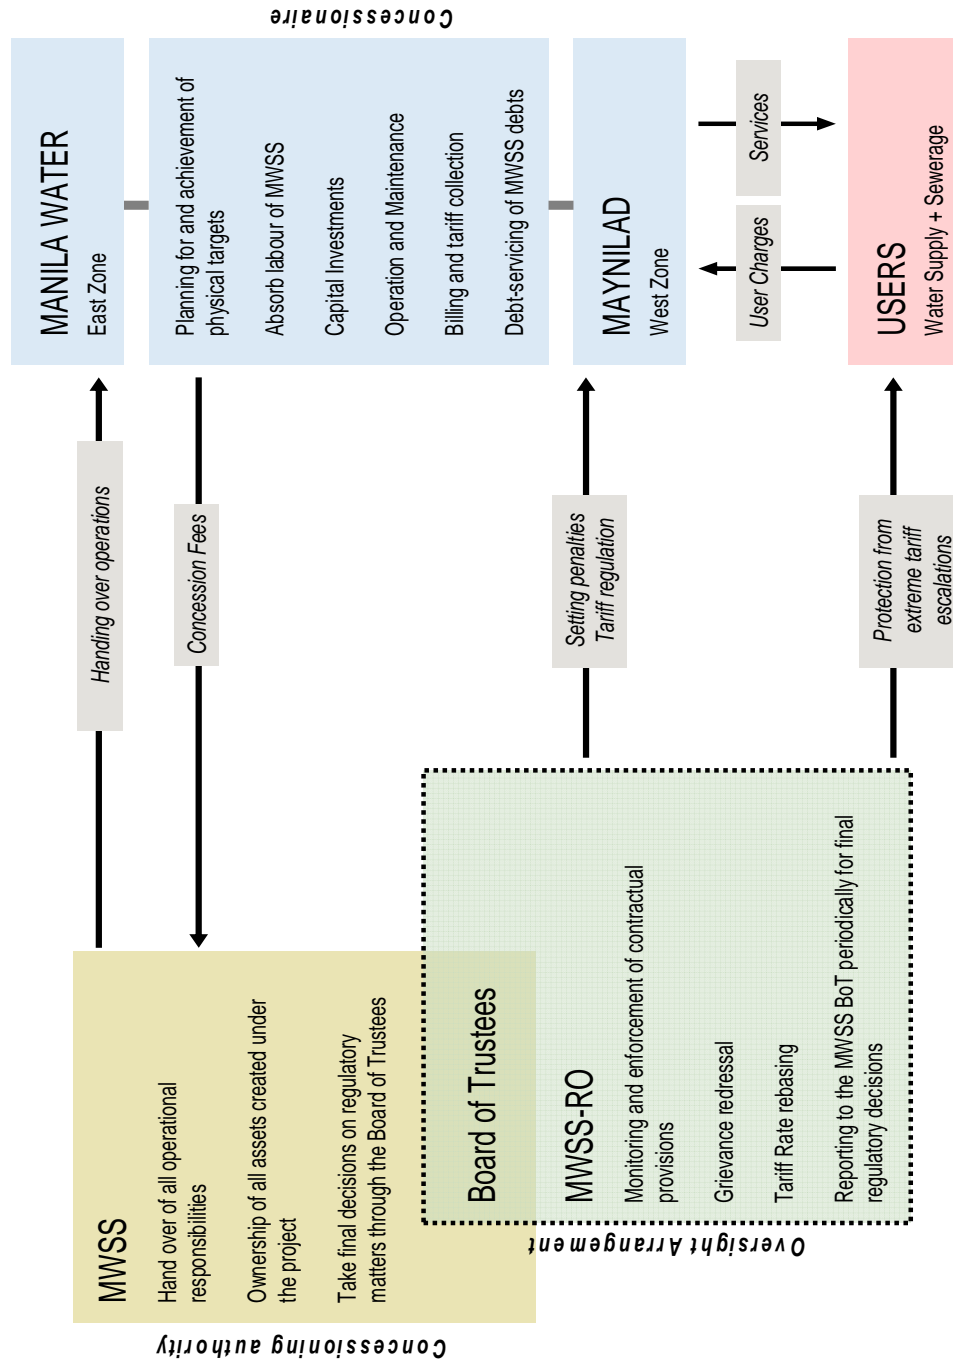 Concessioning authority
MWSS
Hand over of all operational
responsibilities
Ownership of all assets created under
the project
Take final decisions on regulatory
matters through the Board of Trustees
Oversight Arrangement
Board of Trustees
MWSS-RO
Monitoring and enforcement of contractual
provisions
Grievance redressal
Tariff Rate rebasing
Reporting to the MWSS BoT periodically for final
regulatory decisions
Handing over operations
Concession Fees
Setting penalties
Tariff regulation
Protection from
extreme tariff
escalations
Concessionaire
MANILA WATER
East Zone
Planning for and achievement of
physical targets
Absorb labour of MWSS
Capital Investments
Operation and Maintenance
Billing and tariff collection
Debt-servicing of MWSS debts
MAYNILAD
West Zone
User Charges
Services
USERS
Water Supply + Sewerage